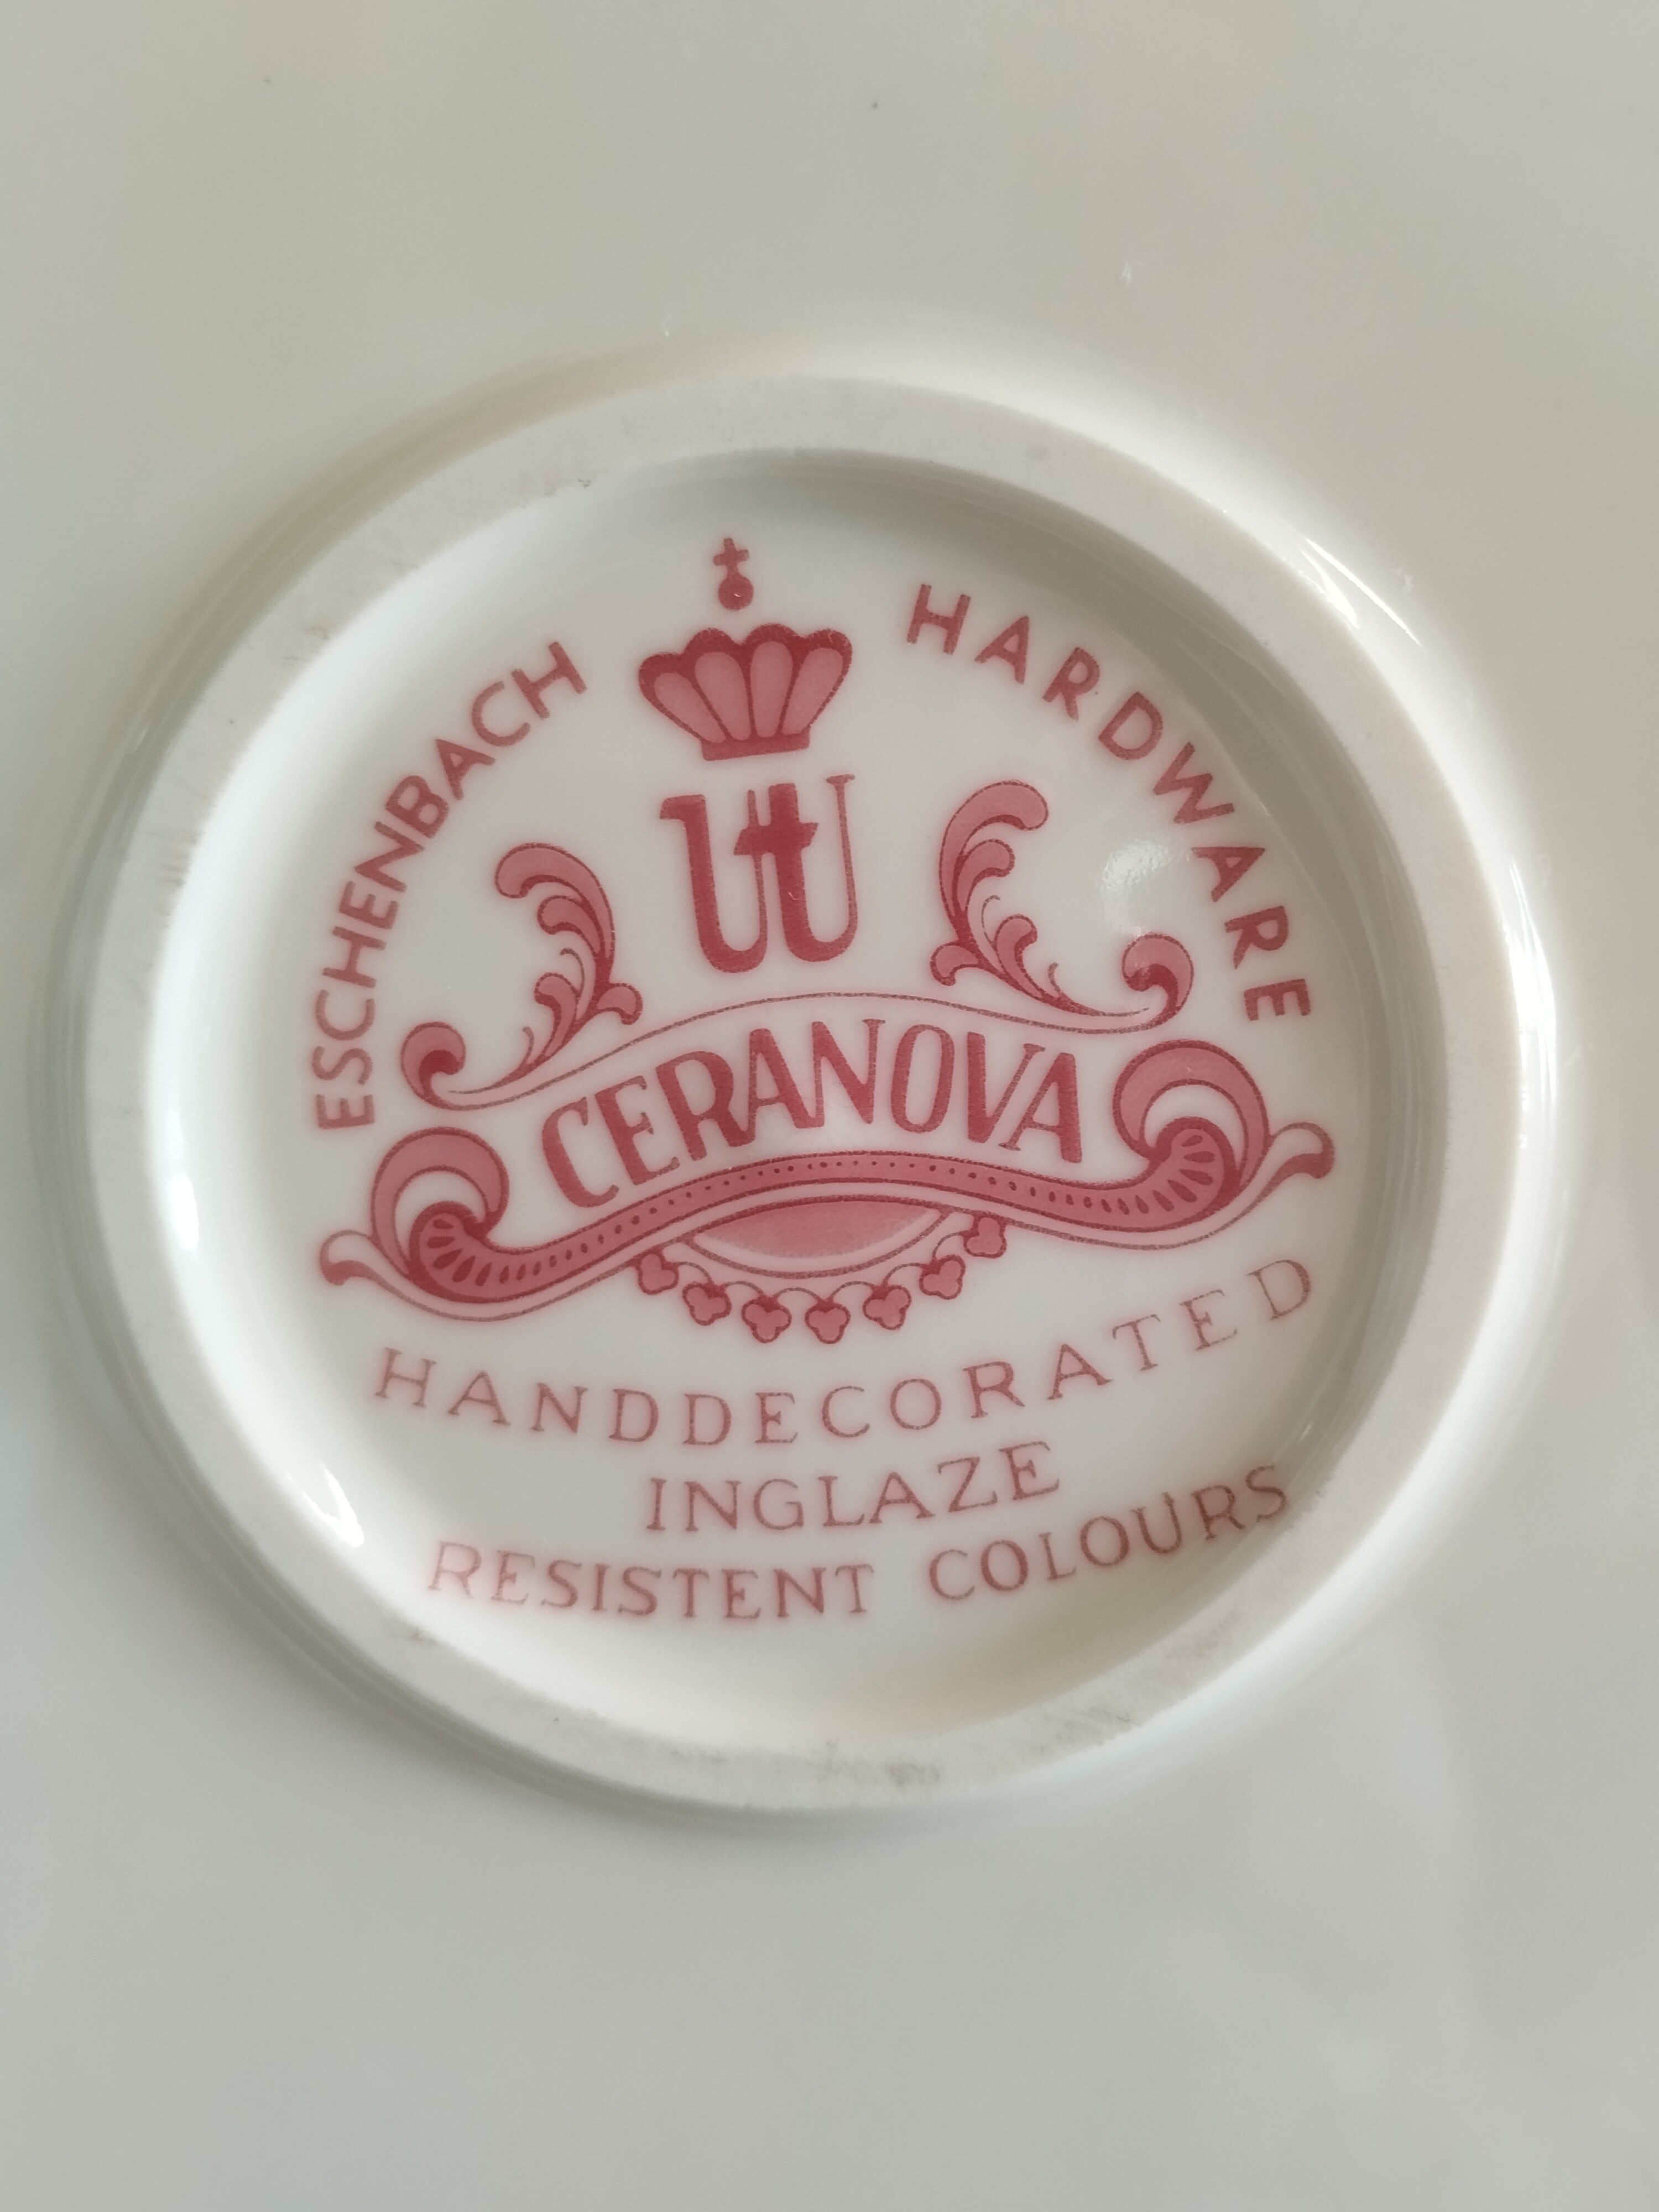 ESCHENBACH HARDWARE
CERANOVA
HANDDECORATED
INGLAZE
RESISTENT COLOURS